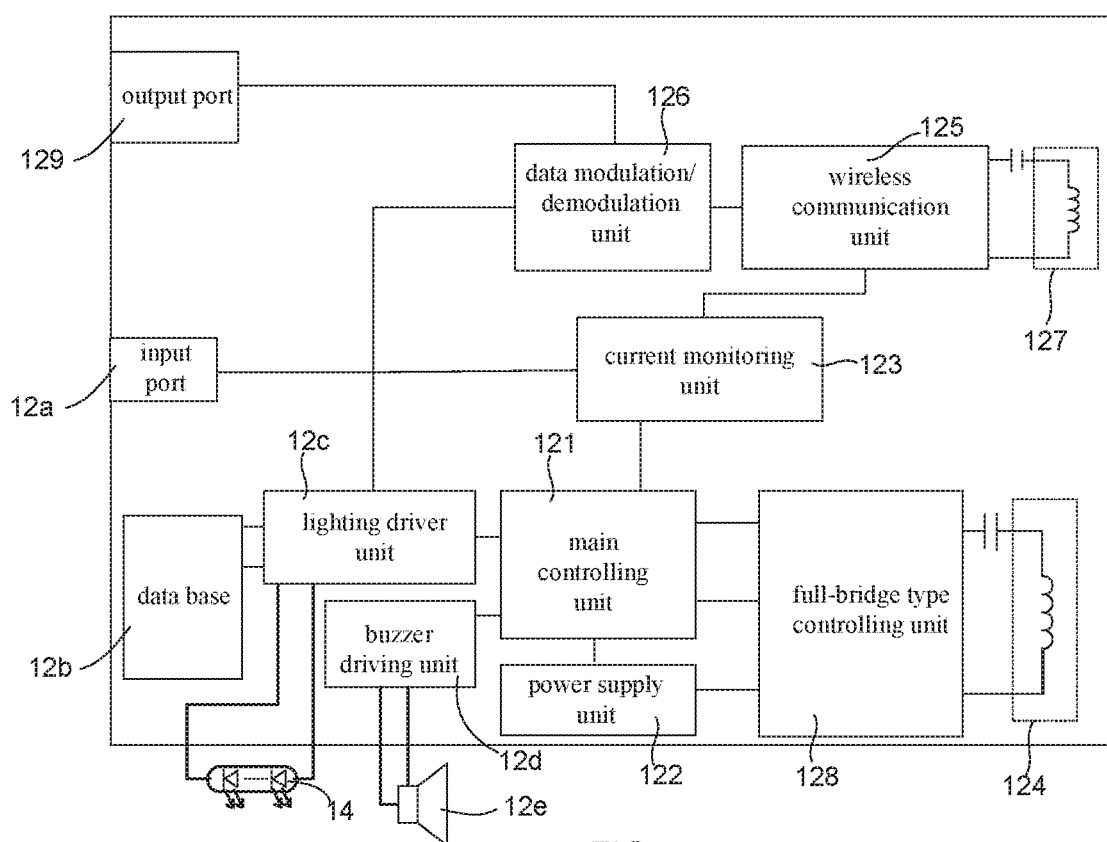 output port
129
126
125
data modulation/
demodulation
unit
wireless
communication
unit
127
input
port
12a
current monitoring
unit
123
12c
121
lighting driver
unit
data base
12b
main
controlling
unit
full-bridge type
controlling unit
buzzer
driving unit
power supply
unit
12d
122
128
124
14
12e